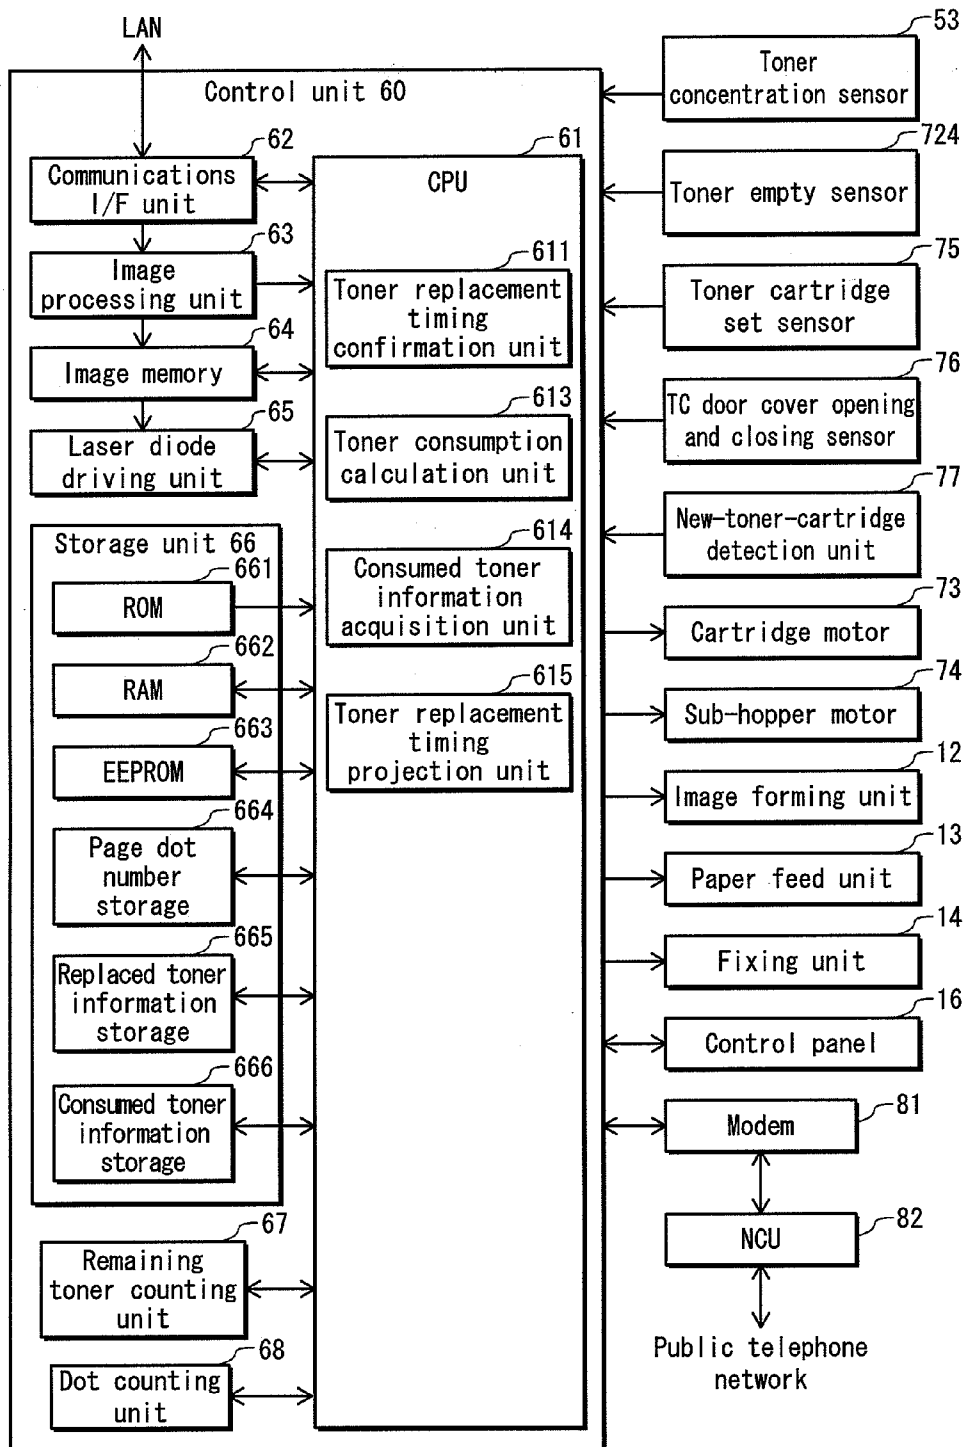 LAN
Control unit 60
62
Communications
I/F unit
63
Image
processing unit
64
Image memory
65
Laser diode
driving unit
Storage unit 66
661
ROM
662
RAM
663
EEPROM
664
Page dot
number
storage
665
Replaced toner
information
storage
666
Consumed toner
information
storage
67
Remaining
toner counting
unit
68
Dot counting
unit
61
CPU
611
Toner replacement
timing
confirmation unit
613
Toner consumption
calculation unit
614
Consumed toner
information
acquisition unit
615
Toner replacement
timing
projection unit
53
Toner
concentration sensor
724
Toner empty sensor
75
Toner cartridge
set sensor
76
TC door cover opening
and closing sensor
77
New-toner-cartridge
detection unit
73
Cartridge motor
74
Sub-hopper motor
12
Image forming unit
13
Paper feed unit
14
Fixing unit
16
Control panel
81
Modem
82
NCU
Public telephone
network